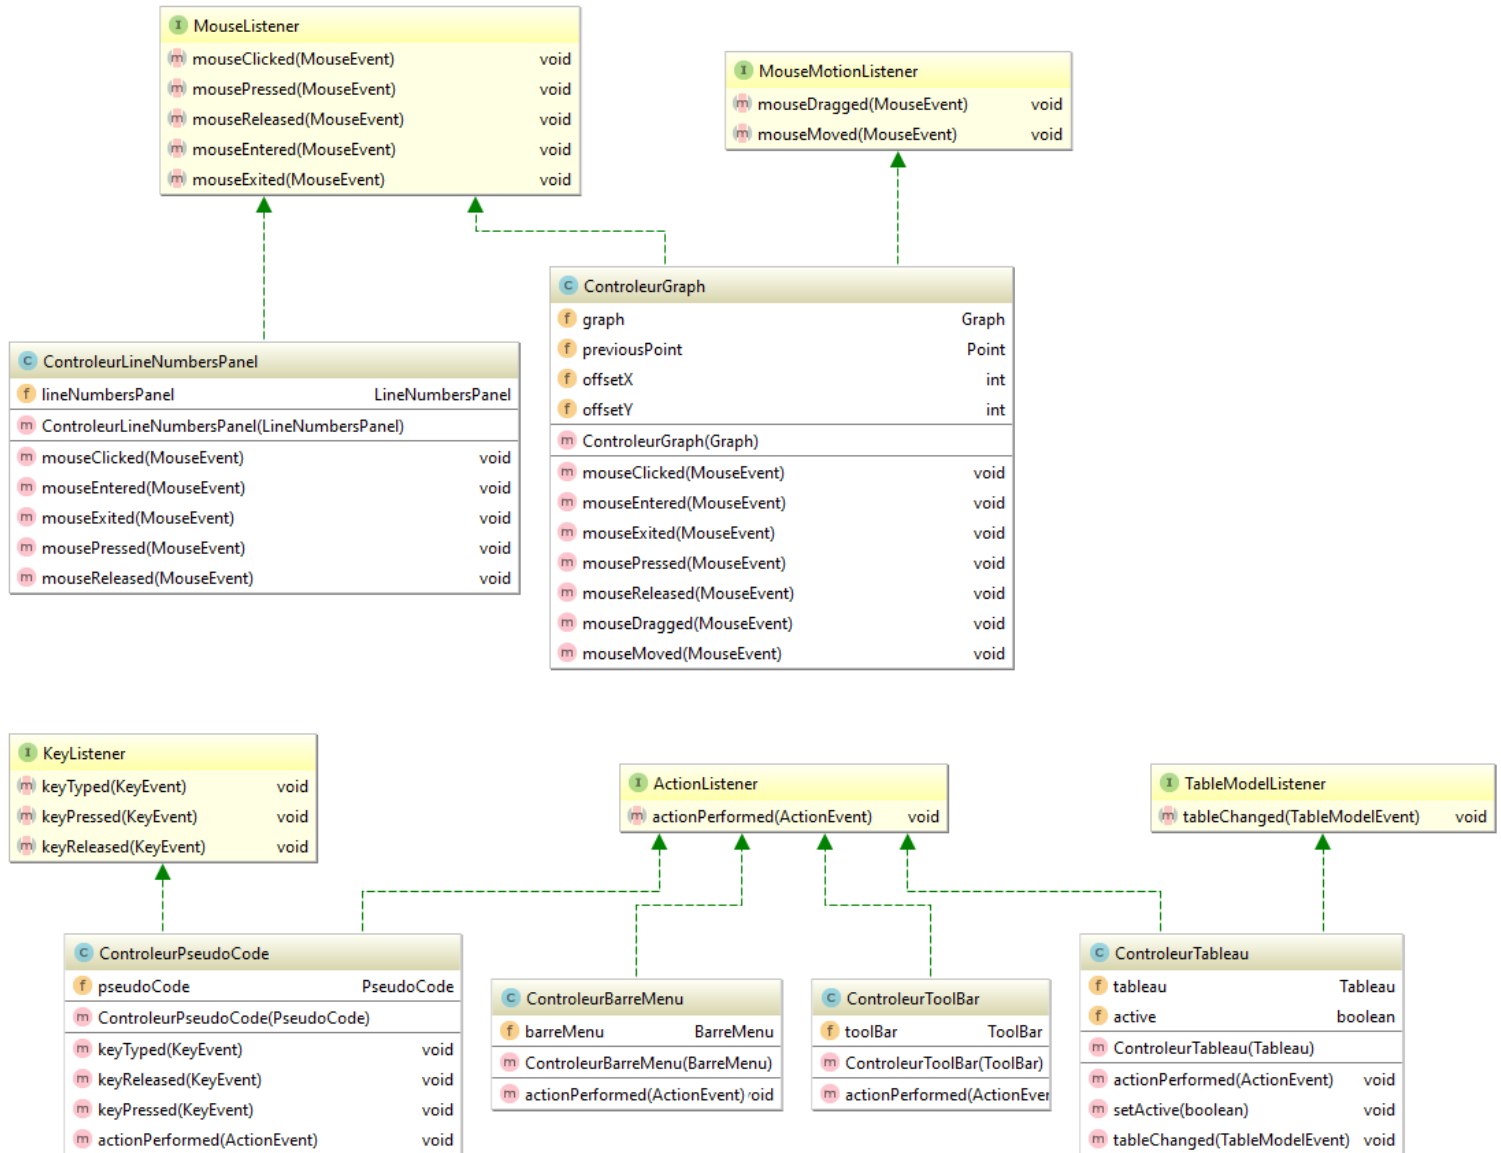 MouseListener
mouseClicked(MouseEvent) void
mousePressed(MouseEvent) void
mouseReleased(MouseEvent) void
mouseEntered(MouseEvent) void
mouseExited(MouseEvent) void
MouseMotionListener
mouseDragged(MouseEvent) void
mouseMoved(MouseEvent) void
ControleurLineNumbersPanel
lineNumbersPanel LineNumbersPanel
ControleurLineNumbersPanel(LineNumbersPanel)
mouseClicked(MouseEvent) void
mouseEntered(MouseEvent) void
mouseExited(MouseEvent) void
mousePressed(MouseEvent) void
mouseReleased(MouseEvent) void
ControleurGraph
graph Graph
previousPoint Point
offsetX int
offsetY int
ControleurGraph(Graph)
mouseClicked(MouseEvent) void
mouseEntered(MouseEvent) void
mouseExited(MouseEvent) void
mousePressed(MouseEvent) void
mouseReleased(MouseEvent) void
mouseDragged(MouseEvent) void
mouseMoved(MouseEvent) void
KeyListener
keyTyped(KeyEvent) void
keyPressed(KeyEvent) void
keyReleased(KeyEvent) void
ActionListener
actionPerformed(ActionEvent) void
TableModelListener
tableChanged(TableModelEvent) void
ControleurPseudoCode
pseudoCode PseudoCode
ControleurPseudoCode(PseudoCode)
keyTyped(KeyEvent) void
keyReleased(KeyEvent) void
keyPressed(KeyEvent) void
actionPerformed(ActionEvent) void
ControleurBarreMenu
barreMenu BarreMenu
ControleurBarreMenu(BarreMenu)
actionPerformed(ActionEvent) void
ControleurToolBar
toolBar ToolBar
ControleurToolBar(ToolBar)
actionPerformed(ActionEver
ControleurTableau
tableau Tableau
active boolean
ControleurTableau(Tableau)
actionPerformed(ActionEvent) void
setActive(boolean) void
tableChanged(TableModelEvent) void